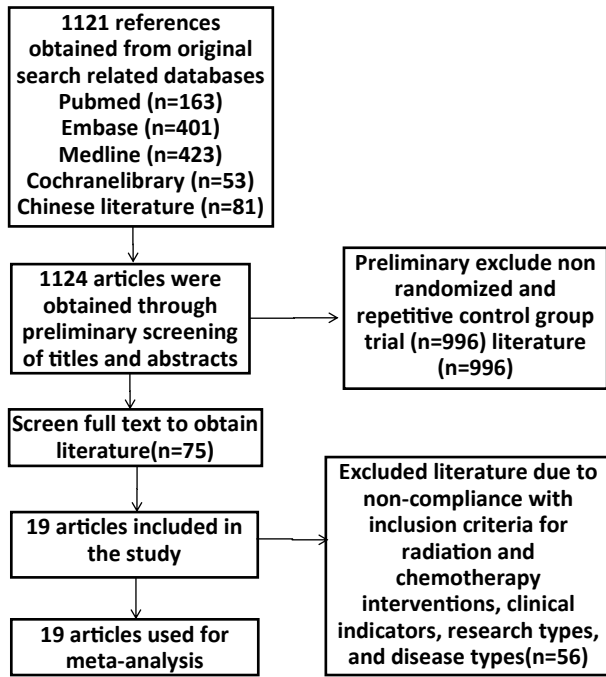 1121 references
obtained from original
search related databases
Pubmed (n=163)
Embase (n=401)
Medline (n=423)
Cochranelibrary (n=53)
Chinese literature (n=81)
1124 articles were
obtained through
preliminary screening
of titles and abstracts
Preliminary exclude non
randomized and
repetitive control group
trial (n=996) literature
(n=996)
Screen full text to obtain
literature(n=75)
19 articles included in
the study
Excluded literature due to
non-compliance with
inclusion criteria for
radiation and
chemotherapy
interventions, clinical
indicators, research types,
and disease types(n=56)
19 articles used for
meta-analysis